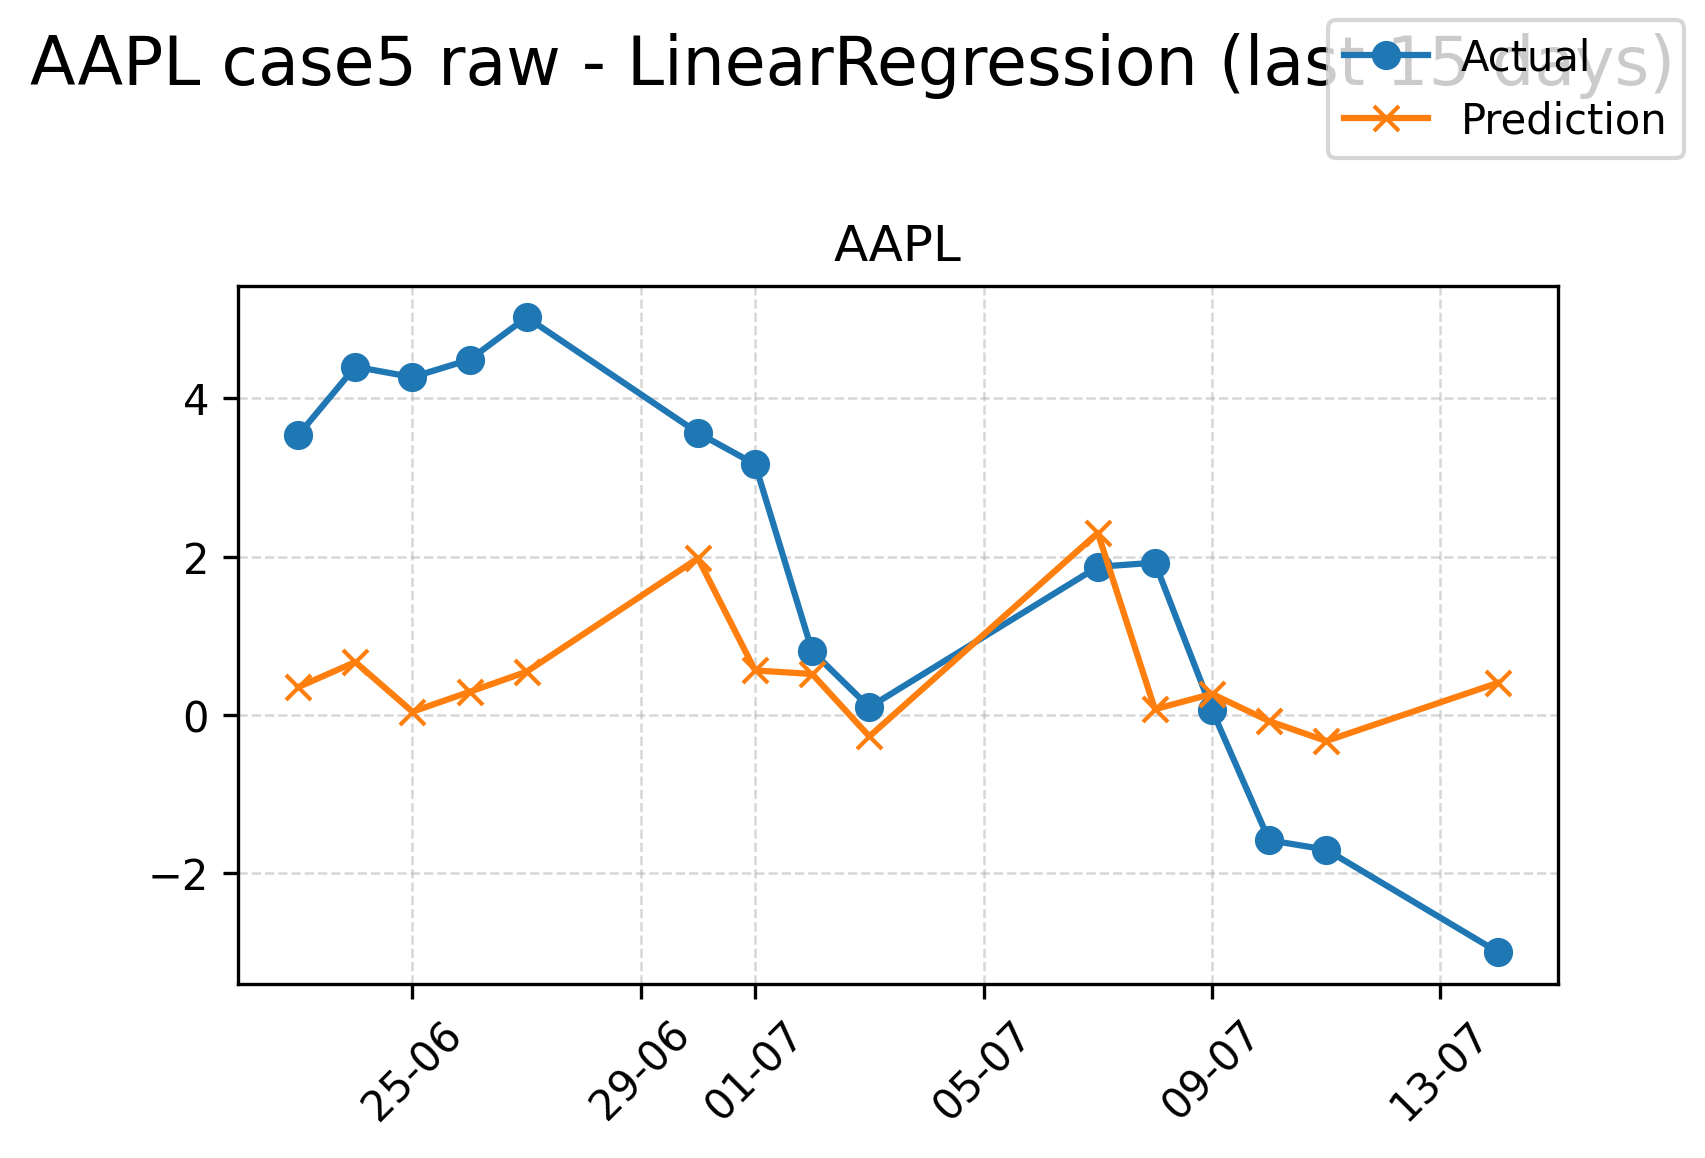 AAPL case5 raw - LinearRegression (last 15 days)
Actual
Prediction
AAPL
4
2
0
−2
25-06
29-06
01-07
05-07
09-07
13-07